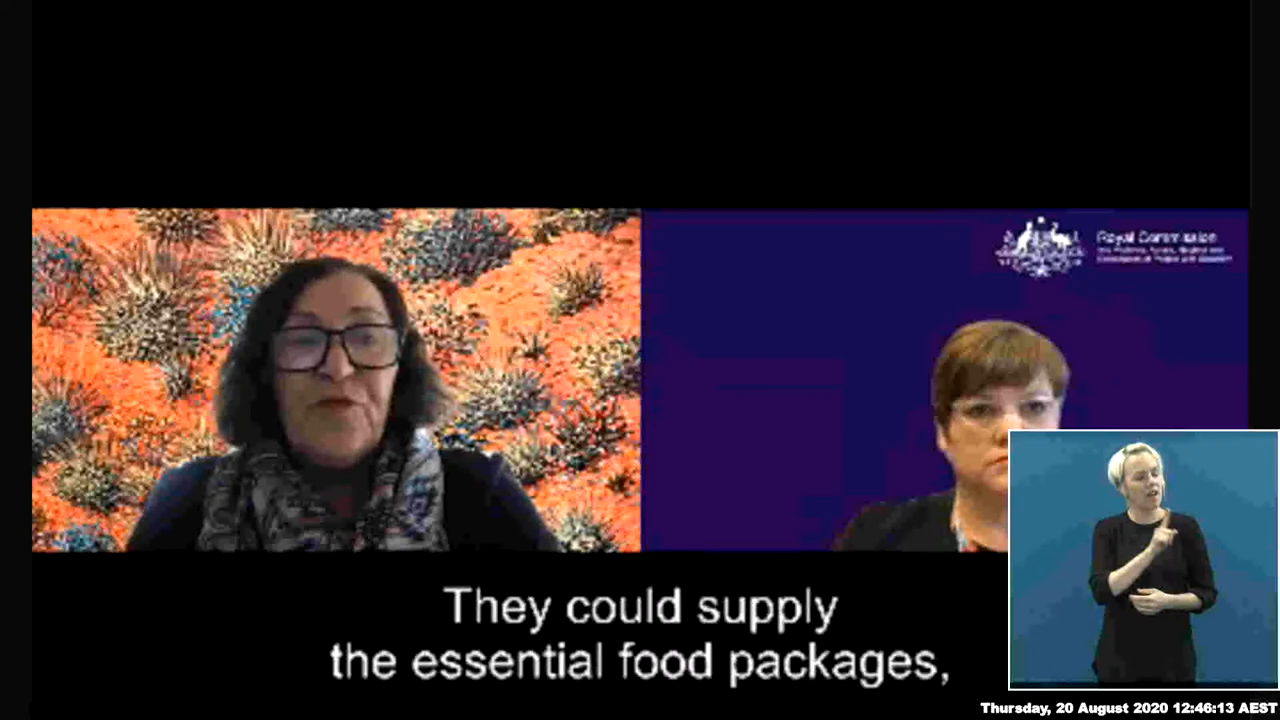 Royal Commission
They could supply
the essential food packages,
Thursday, 20 August 2020 12:46:13 AEST